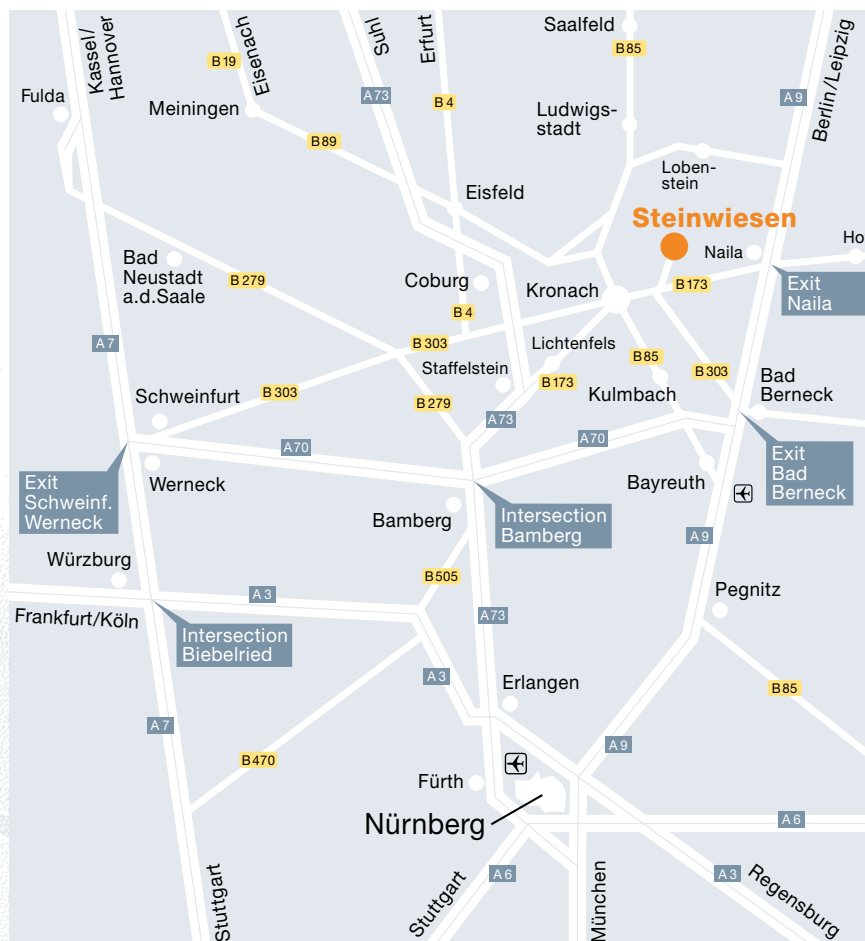 Kassel/
Hannover
B19
Eisenach
Suhl
Erfurt
Saalfeld
B85
Berlin/Leipzig
Fulda
Meiningen
A73
B4
A9
Ludwigs-
stadt
B89
Loben-
stein
Eisfeld
Steinwiesen
Naila
Ho
Bad
Neustadt
a.d.Saale
B279
Coburg
Kronach
B173
Exit
Naila
B4
A7
B303
Lichtenfels
B85
B303
Staffelstein
B173
Kulmbach
Bad
Berneck
Schweinfurt
B303
B279
A73
A70
A70
Exit
Schweinf.
Werneck
Werneck
Bayreuth
Exit
Bad
Berneck
Bamberg
Intersection
Bamberg
A9
Würzburg
B505
A3
Pegnitz
Frankfurt/Köln
A73
Intersection
Biebelried
A3
Erlangen
B85
A7
A9
B470
Fürth
Nürnberg
A6
Stuttgart
Stuttgart
A6
München
A3
Regensburg